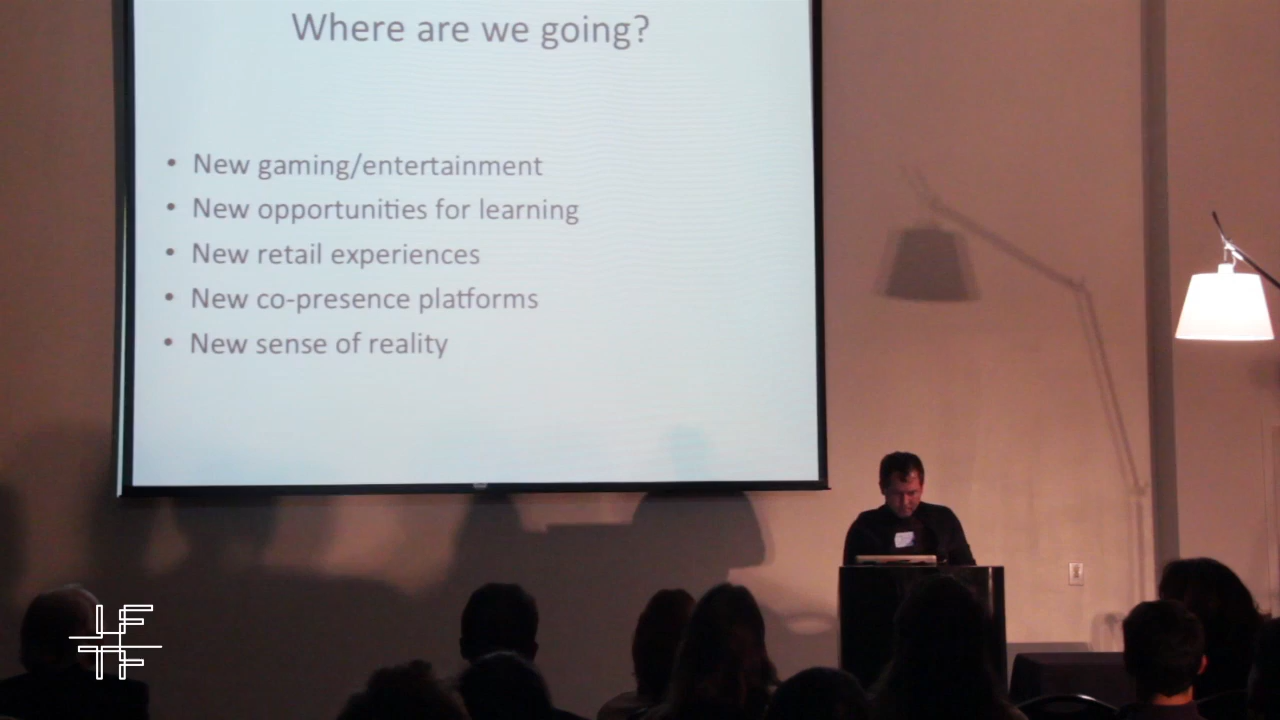 Where are we going?
• New gaming/entertainment
• New opportunities for learning
• New retail experiences
• New co-presence platforms
• New sense of reality